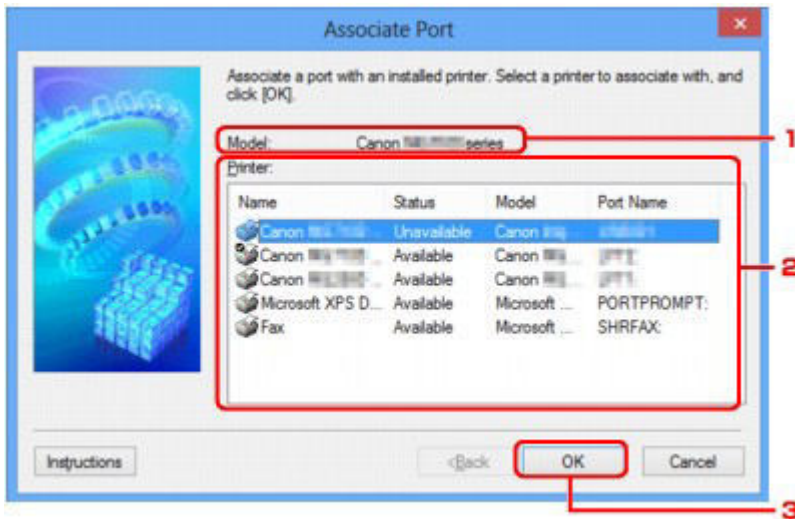 Associate Port
Associate a port with an installed printer. Select a printer to associate with, and
click [OK].
Model: Canon series
1
Printer:
Name Status Model Port Name
Canon ... Unavailable Canon
Canon ... Available Canon
2
Canon ... Available Canon
Microsoft XPS D... Available Microsoft ... PORTPROMPT:
Fax Available Microsoft ... SHRFAX:
Instructions <Back OK Cancel
3